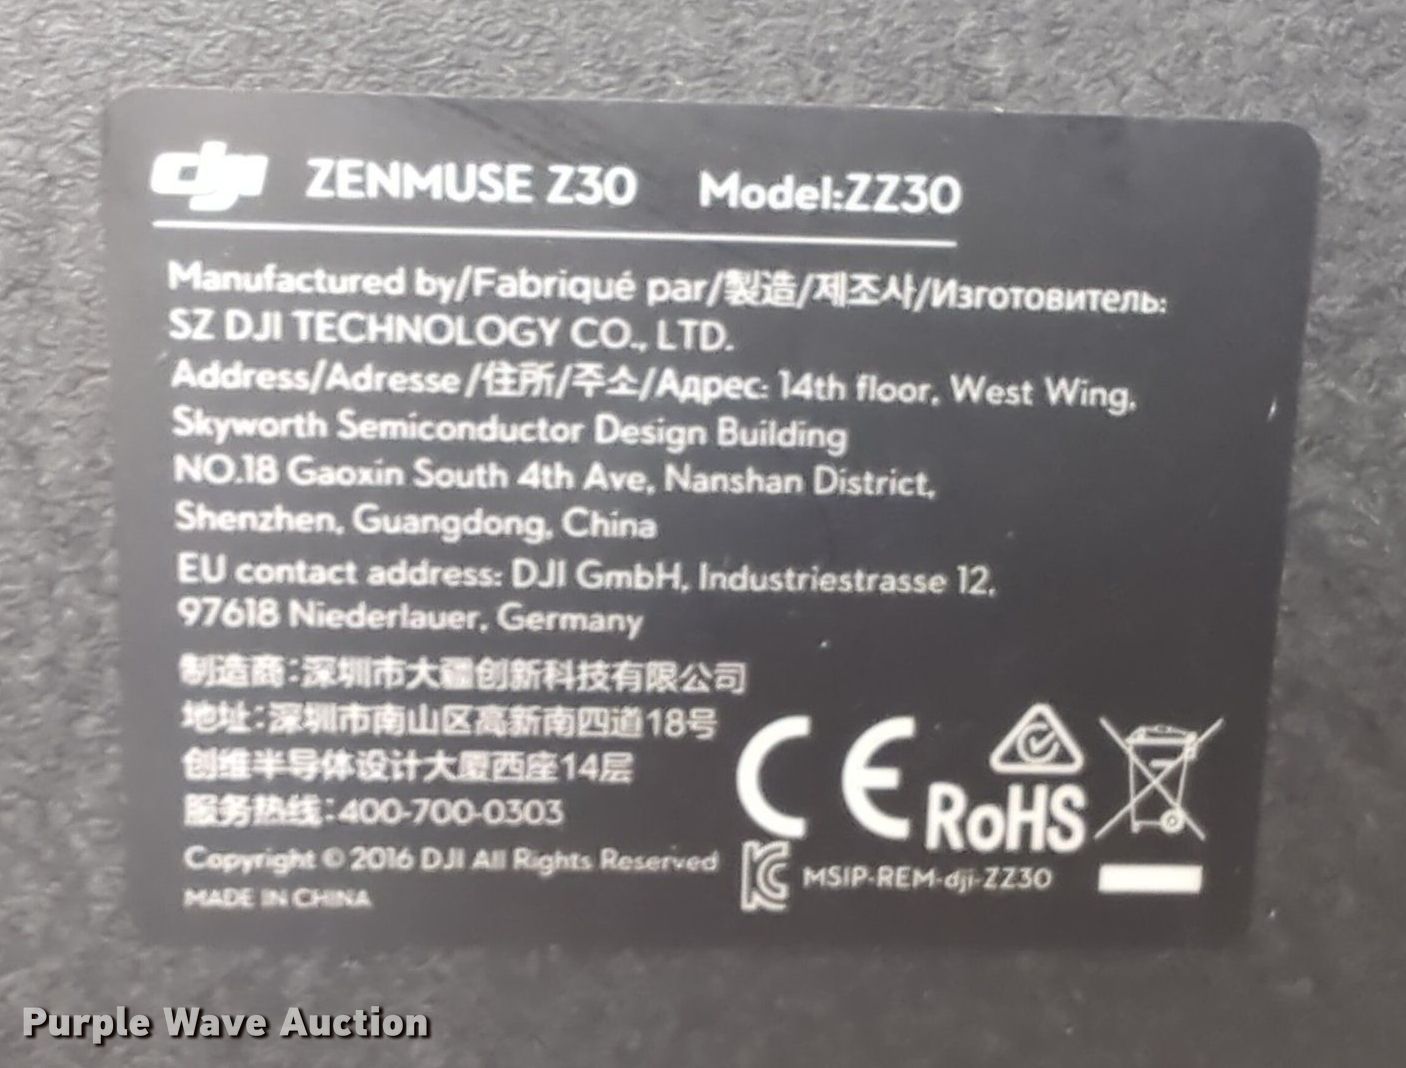 dji ZENMUSE Z30 Model:ZZ30
Manufactured by/Fabriqué par/製造/제조사/Изготовитель:
SZ DJI TECHNOLOGY CO., LTD.
Address/Adresse/住所/주소/Адрес: 14th floor, West Wing,
Skyworth Semiconductor Design Building
NO.18 Gaoxin South 4th Ave, Nanshan District,
Shenzhen, Guangdong, China
EU contact address: DJI GmbH, Industriestrasse 12,
97618 Niederlauer, Germany
制造商:深圳市大疆创新科技有限公司
地址:深圳市南山区高新南四道18号
创维半导体设计大厦西座14层
服务热线:400-700-0303
CE RoHS
Copyright © 2016 DJI All Rights Reserved
MSIP-REM-dji-ZZ30
MADE IN CHINA
Purple Wave Auction